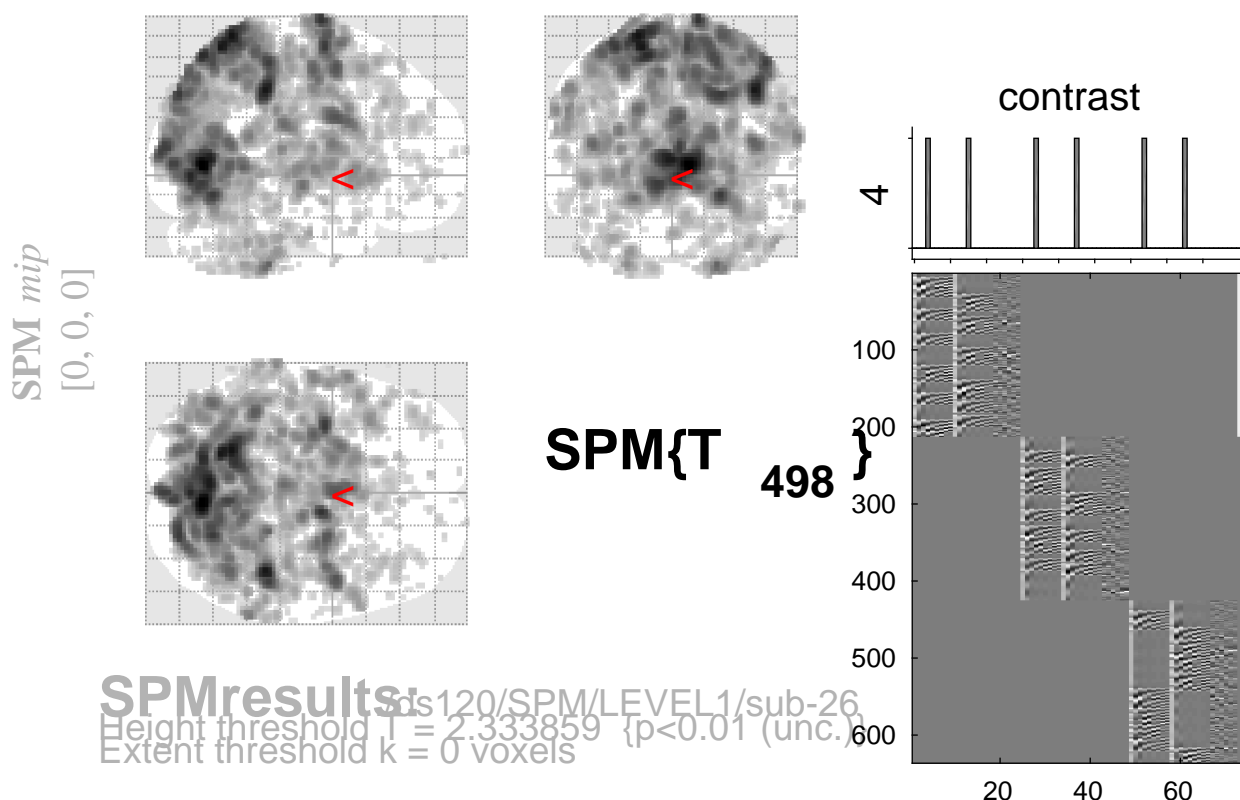 contrast
4
SPM mip
[0, 0, 0]
<
<
<
SPM{T498}
100
200
300
400
500
600
20
40
60
SPMresults: /ds120/SPM/LEVEL1/sub-26
Height threshold T = 2.333859 {p<0.01 (unc.)}
Extent threshold k = 0 voxels